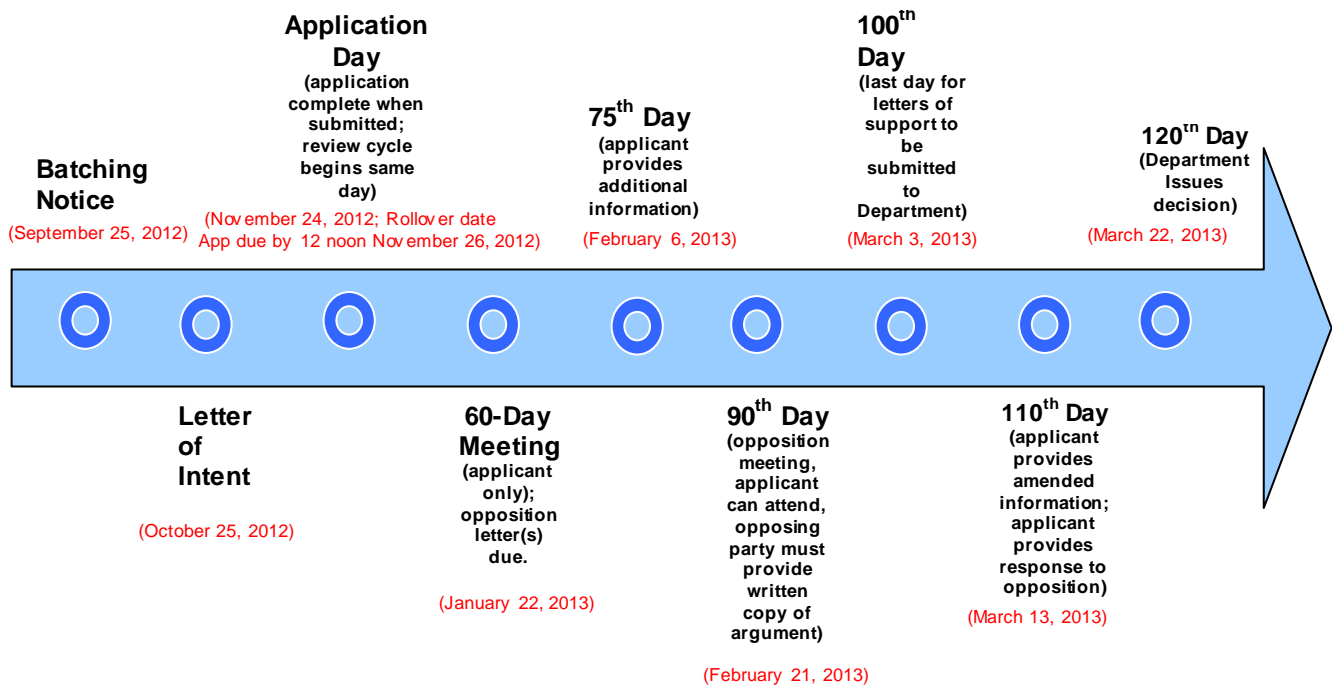 Batching
Notice
(September 25, 2012)
Letter
of
Intent
(October 25, 2012)
Application
Day
(application
complete when
submitted;
review cycle
begins same
day)
(November 24, 2012; Rollover date
App due by 12 noon November 26, 2012)
60-Day
Meeting
(applicant
only);
opposition
letter(s)
due.
(January 22, 2013)
75th Day
(applicant
provides
additional
information)
(February 6, 2013)
90th Day
(opposition
meeting,
applicant
can attend,
opposing
party must
provide
written
copy of
argument)
(February 21, 2013)
100th
Day
(last day for
letters of
support to
be
submitted
to
Department)
(March 3, 2013)
110th Day
(applicant
provides
amended
information;
applicant
provides
response to
opposition)
(March 13, 2013)
120th Day
(Department
Issues
decision)
(March 22, 2013)